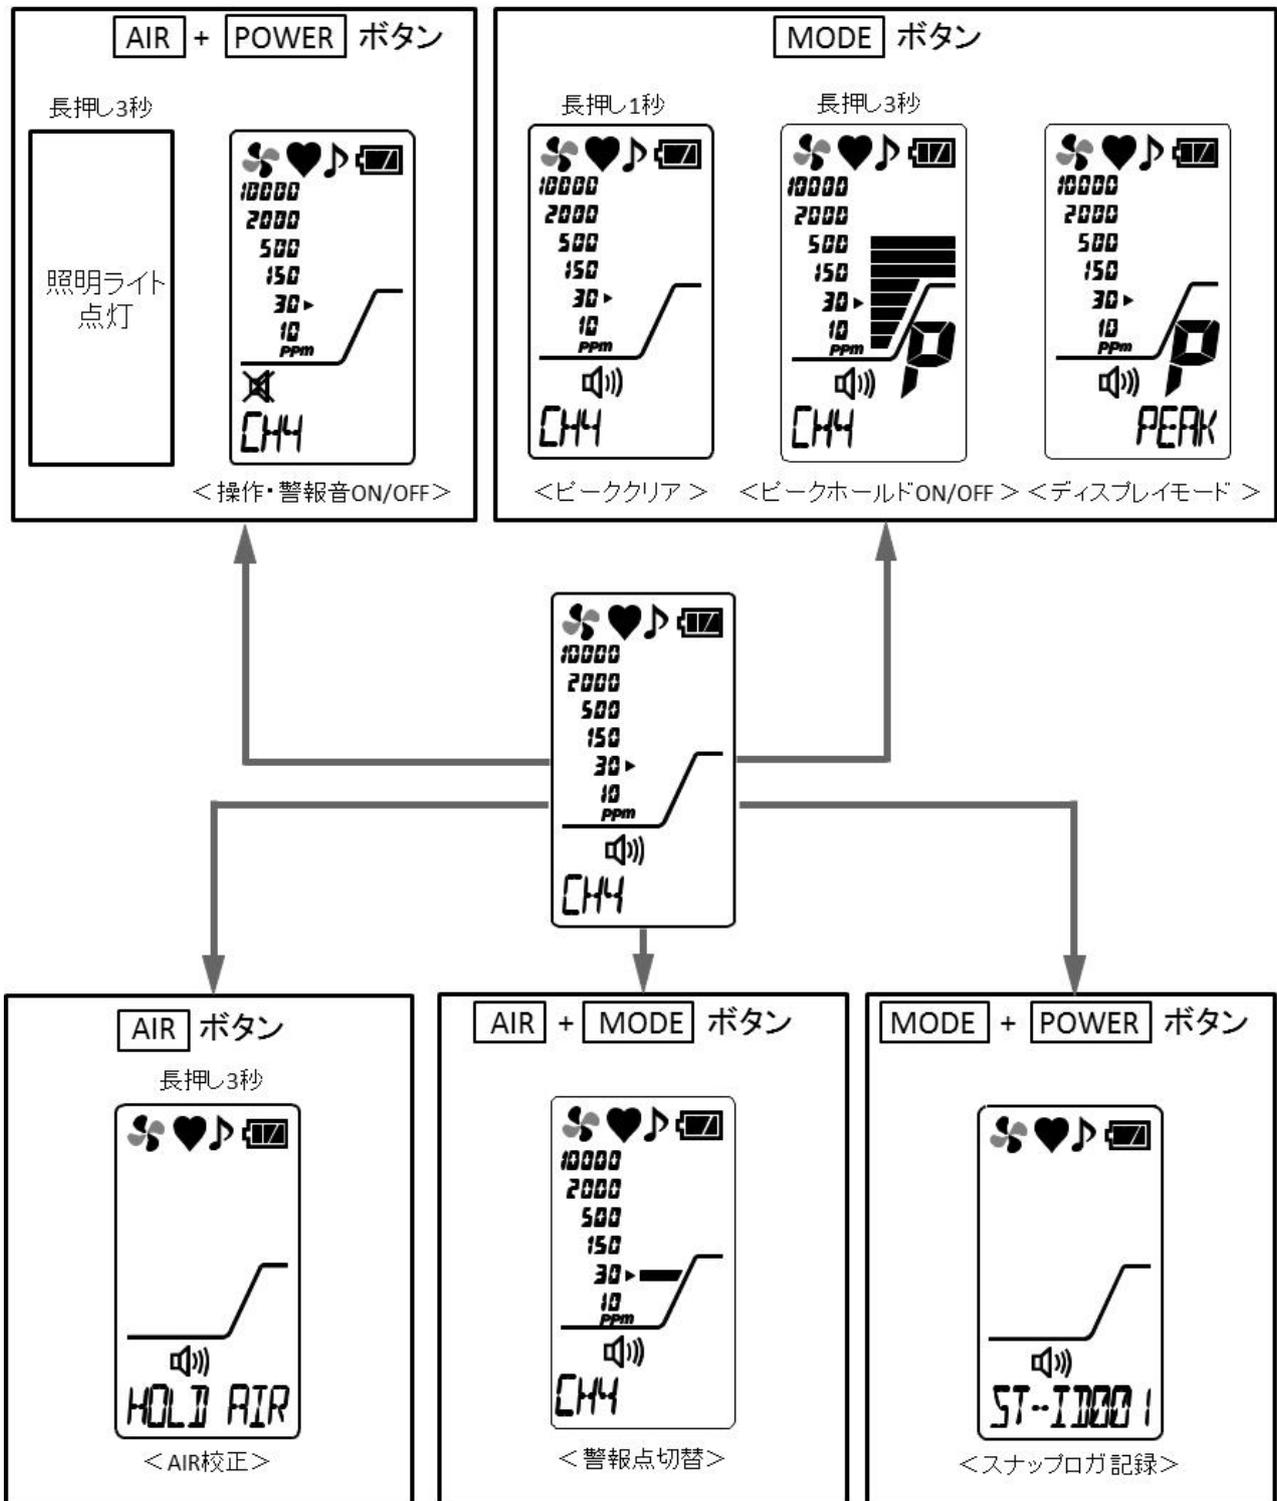 AIR + POWER ボタン
長押し3秒
照明ライト
点灯
10000
2000
500
150
30
10
ppm
CH4
＜操作・警報音ON/OFF＞
MODE ボタン
長押し1秒
10000
2000
500
150
30
10
ppm
CH4
＜ピーククリア＞
長押し3秒
10000
2000
500
150
30
10
ppm
P
CH4
＜ピークホールドON/OFF＞
10000
2000
500
150
30
10
ppm
P
PEAK
＜ディスプレイモード＞
10000
2000
500
150
30
10
ppm
CH4
AIR ボタン
長押し3秒
HOLD AIR
＜AIR校正＞
AIR + MODE ボタン
10000
2000
500
150
30
10
ppm
CH4
＜警報点切替＞
MODE + POWER ボタン
ST--ID001
＜スナップロガ記録＞